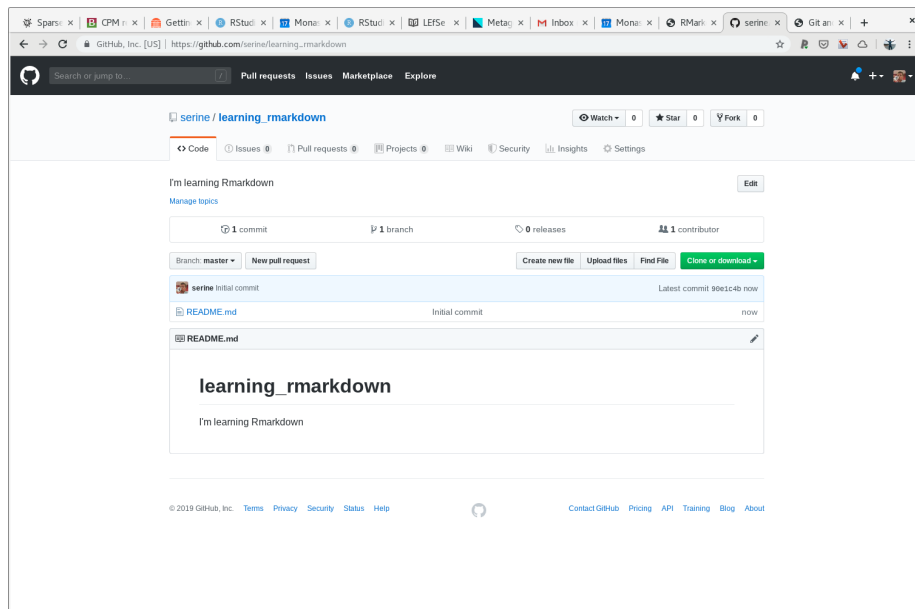 Sparse CPM r Gettin RStudi Monas RStudi LEfSe Metag Inbox Monas RMark serine Git and
GitHub, Inc. [US] https://github.com/serine/learning_rmarkdown
Search or jump to... / Pull requests Issues Marketplace Explore
serine / learning_rmarkdown Watch 0 Star 0 Fork 0
Code Issues 0 Pull requests 0 Projects 0 Wiki Security Insights Settings
I'm learning Rmarkdown Edit
Manage topics
1 commit 1 branch 0 releases 1 contributor
Branch: master New pull request Create new file Upload files Find File Clone or download
serine Initial commit Latest commit 90e1c4b now
README.md Initial commit now
README.md
learning_rmarkdown
I'm learning Rmarkdown
© 2019 GitHub, Inc. Terms Privacy Security Status Help Contact GitHub Pricing API Training Blog About